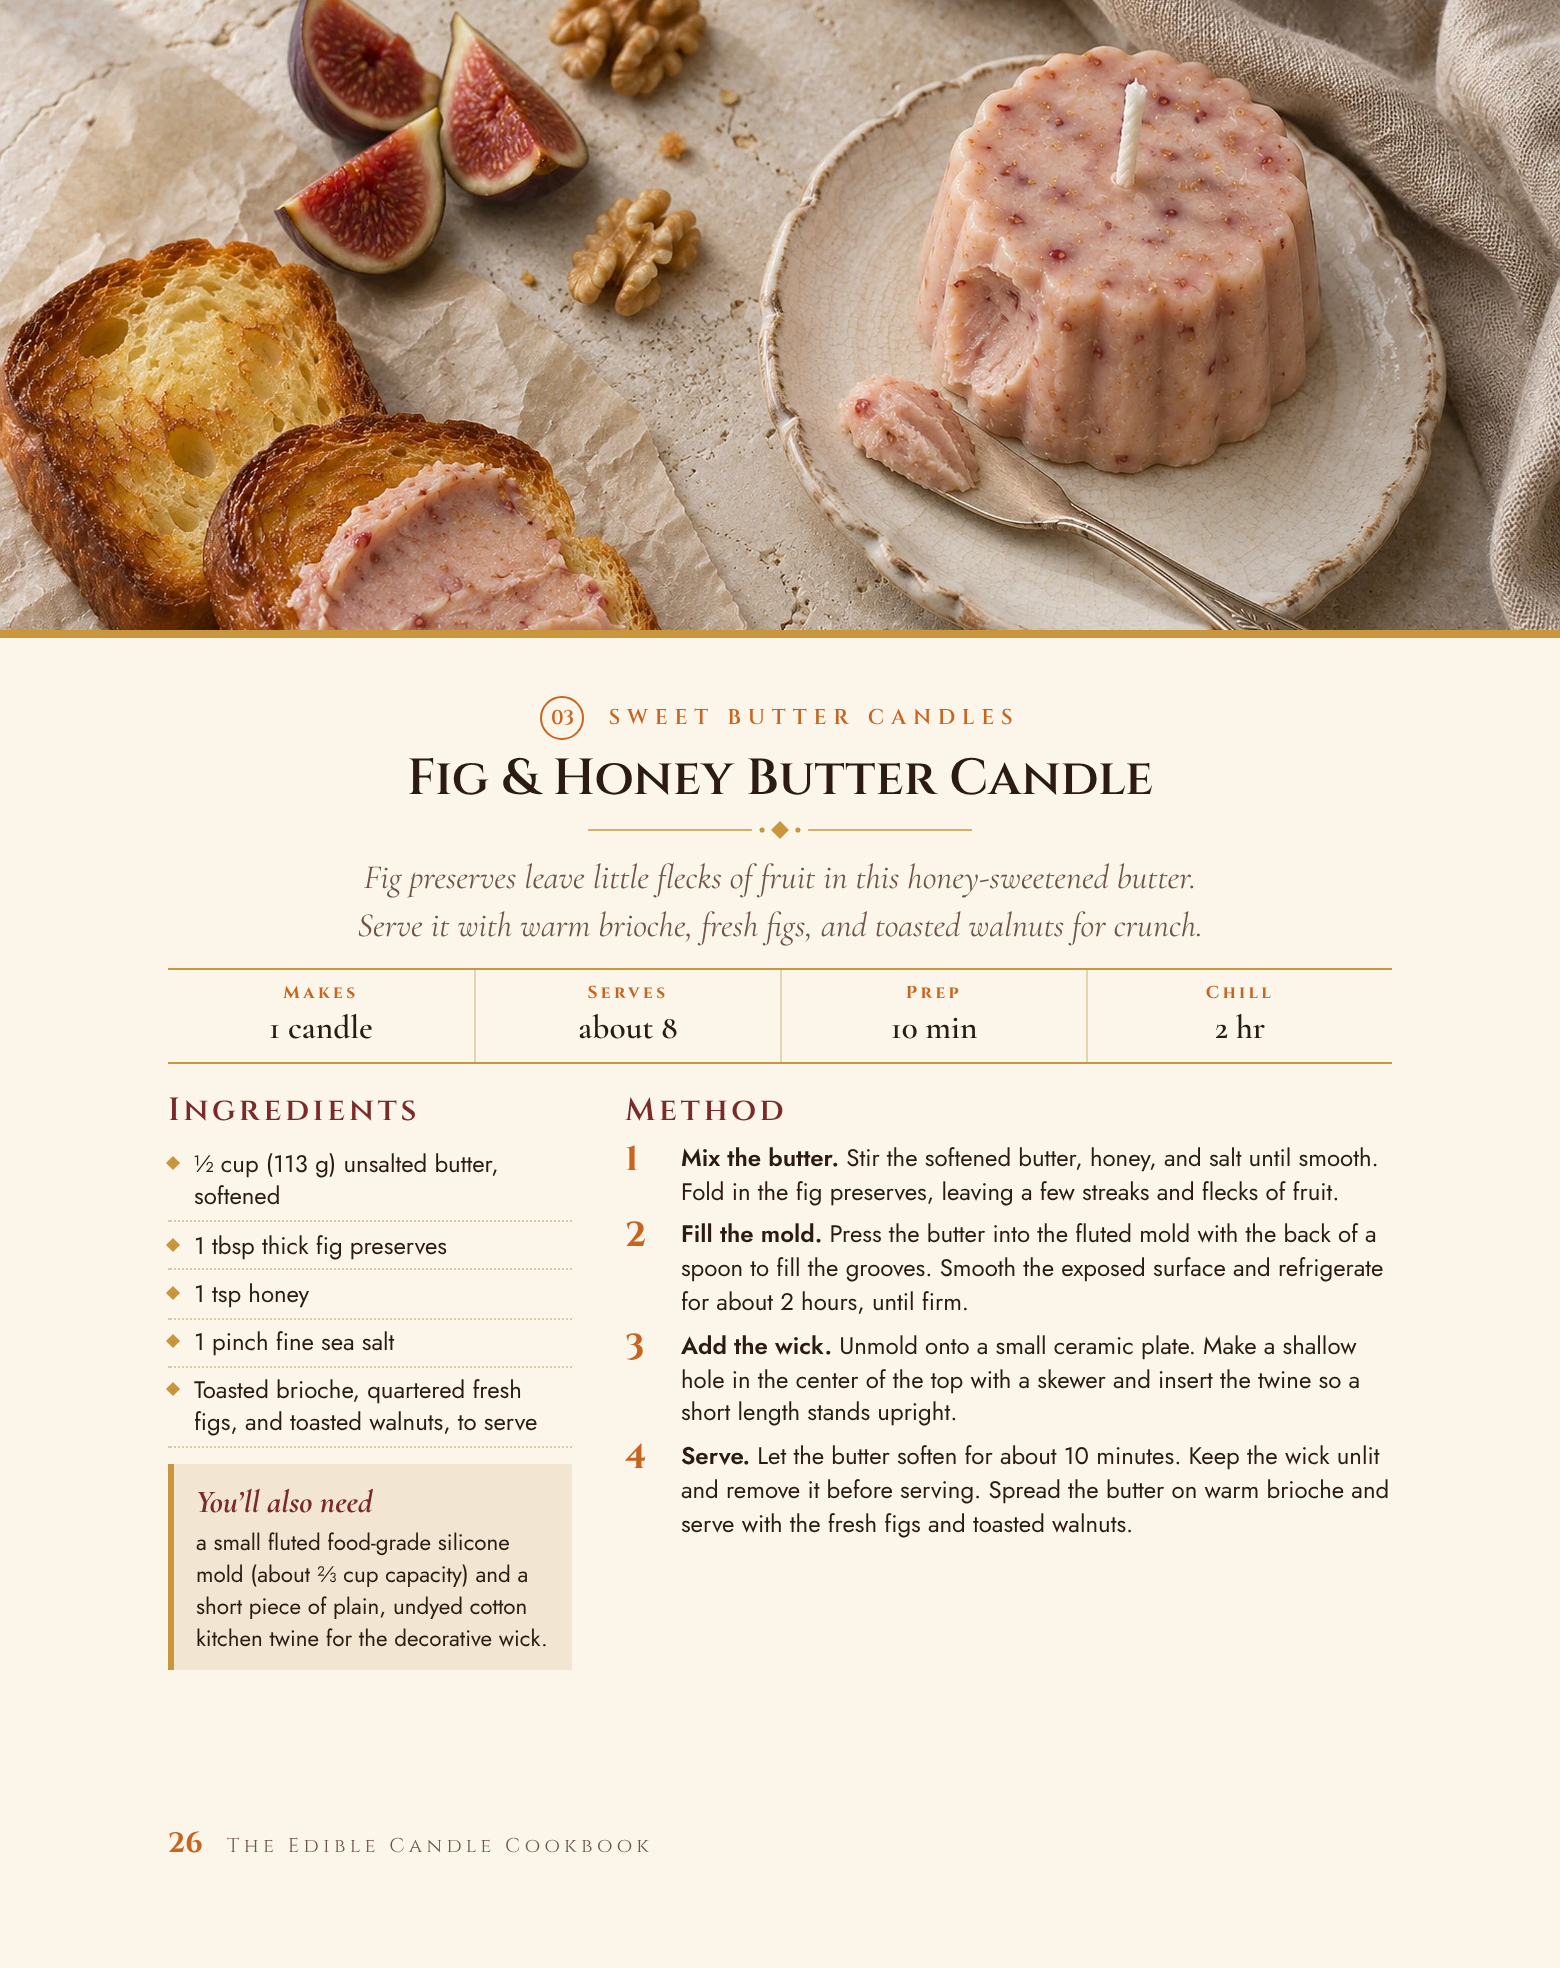 03 SWEET BUTTER CANDLES
Fig & Honey Butter Candle
Fig preserves leave little flecks of fruit in this honey-sweetened butter.
Serve it with warm brioche, fresh figs, and toasted walnuts for crunch.
Makes
1 candle
Serves
about 8
Prep
10 min
Chill
2 hr
Ingredients
½ cup (113 g) unsalted butter,
softened
1 tbsp thick fig preserves
1 tsp honey
1 pinch fine sea salt
Toasted brioche, quartered fresh
figs, and toasted walnuts, to serve
You’ll also need
a small fluted food-grade silicone
mold (about ⅔ cup capacity) and a
short piece of plain, undyed cotton
kitchen twine for the decorative wick.
Method
1 Mix the butter. Stir the softened butter, honey, and salt until smooth.
Fold in the fig preserves, leaving a few streaks and flecks of fruit.
2 Fill the mold. Press the butter into the fluted mold with the back of a
spoon to fill the grooves. Smooth the exposed surface and refrigerate
for about 2 hours, until firm.
3 Add the wick. Unmold onto a small ceramic plate. Make a shallow
hole in the center of the top with a skewer and insert the twine so a
short length stands upright.
4 Serve. Let the butter soften for about 10 minutes. Keep the wick unlit
and remove it before serving. Spread the butter on warm brioche and
serve with the fresh figs and toasted walnuts.
26 The Edible Candle Cookbook